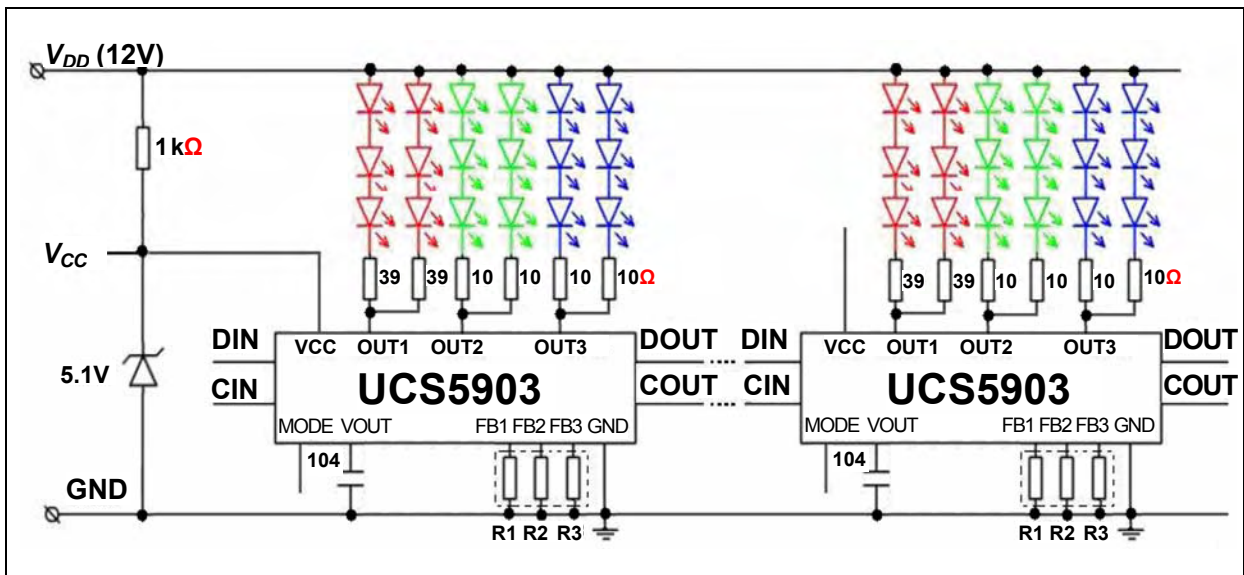 VDD (12V)
1 kΩ
VCC
39 39 10 10 10 10Ω
39 39 10 10 10 10Ω
DIN
VCC OUT1 OUT2 OUT3
DOUT
DIN
VCC OUT1 OUT2 OUT3
DOUT
5.1V
UCS5903
UCS5903
CIN
COUT
CIN
COUT
MODE VOUT FB1 FB2 FB3 GND
MODE VOUT FB1 FB2 FB3 GND
104
104
GND
R1 R2 R3
R1 R2 R3